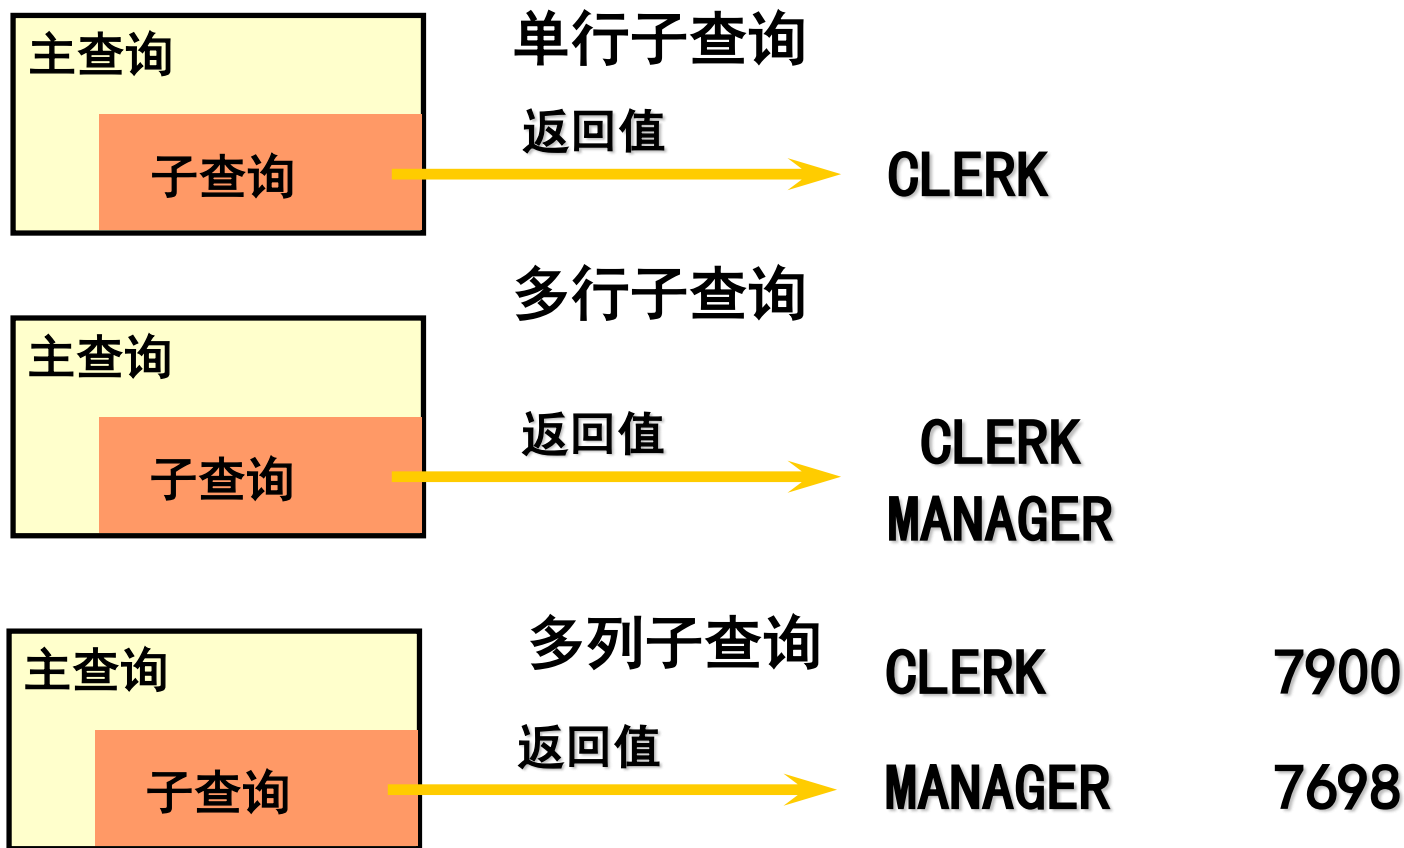 单行子查询
主查询
返回值
子查询
CLERK
多行子查询
主查询
返回值
CLERK
子查询
MANAGER
多列子查询
主查询
CLERK 7900
返回值
子查询
MANAGER 7698